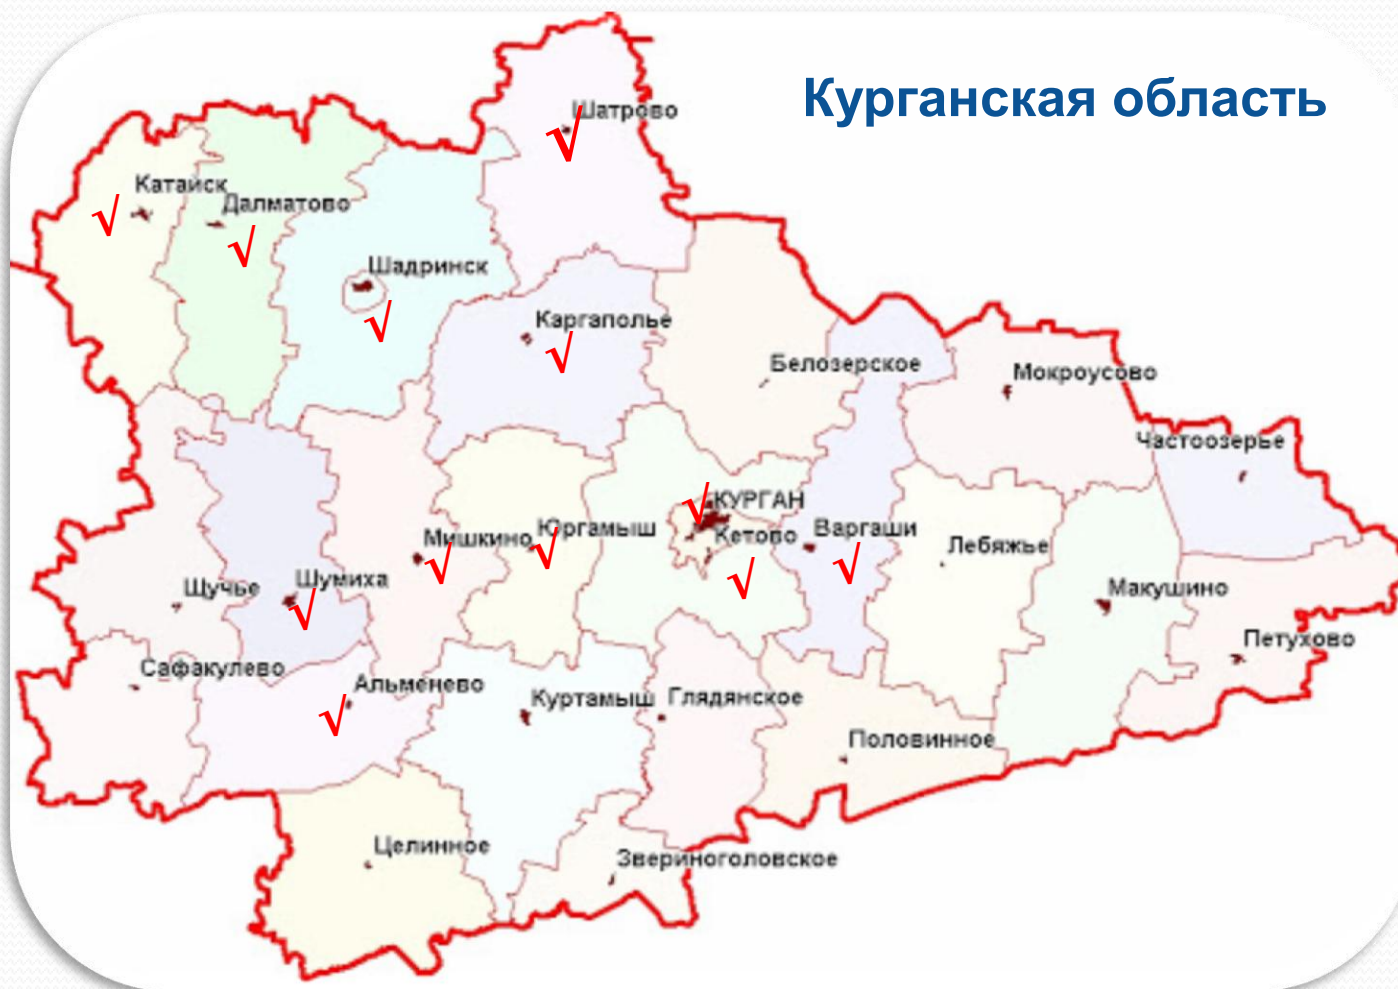 Курганская область
Шатрово
Катайск
Далматово
Шадринск
Каргаполье
Белозерское
Мокроусово
Частоозерье
КУРГАН
Мишкино
Юргамыш
Кетово
Варгаши
Лебяжье
Щучье
Шумиха
Макушино
Петухово
Сафакулево
Альменево
Куртамыш
Глядянское
Половинное
Целинное
Звериноголовское